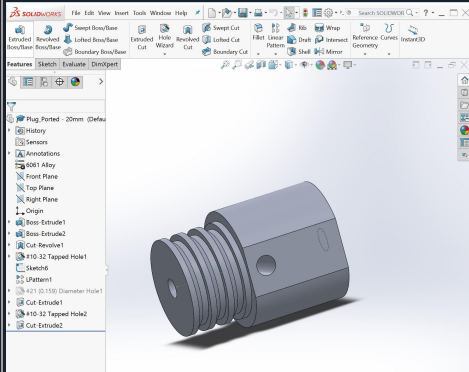 SOLIDWORKS File Edit View Insert Tools Window Help Search SOLIDWOR
Extruded Boss/Base
Revolved Boss/Base
Swept Boss/Base
Lofted Boss/Base
Boundary Boss/Base
Extruded Cut
Hole Wizard
Revolved Cut
Swept Cut
Lofted Cut
Boundary Cut
Fillet
Linear Pattern
Rib
Draft
Shell
Wrap
Intersect
Mirror
Reference Geometry
Curves
Instant3D
Features Sketch Evaluate DimXpert
Plug_Ported - 20mm (Defau
History
Sensors
Annotations
6061 Alloy
Front Plane
Top Plane
Right Plane
Origin
Boss-Extrude1
Boss-Extrude2
Cut-Revolve1
#10-32 Tapped Hole1
Sketch6
LPattern1
#21 (0.159) Diameter Hole1
Cut-Extrude1
#10-32 Tapped Hole2
Cut-Extrude2